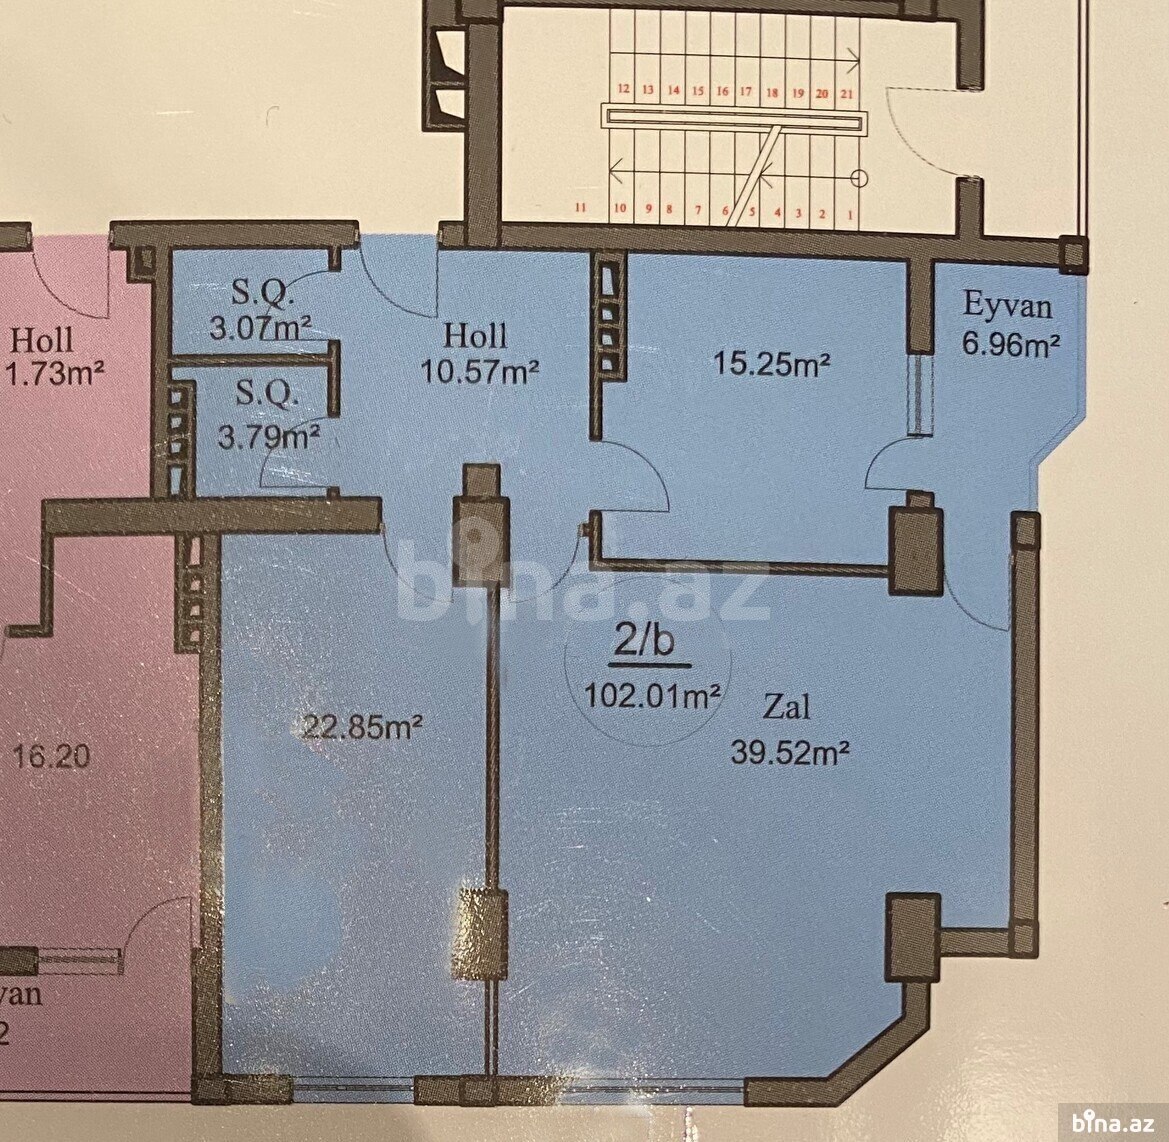 12 13 14 15 16 17 18 19 20 21
11 10 9 8 7 6 5 4 3 2 1
S.Q.
3.07m²
Holl
10.57m²
15.25m²
Eyvan
6.96m²
Holl
1.73m²
S.Q.
3.79m²
bina.az
2/b
102.01m²
22.85m²
Zal
39.52m²
16.20
van
2
bina.az